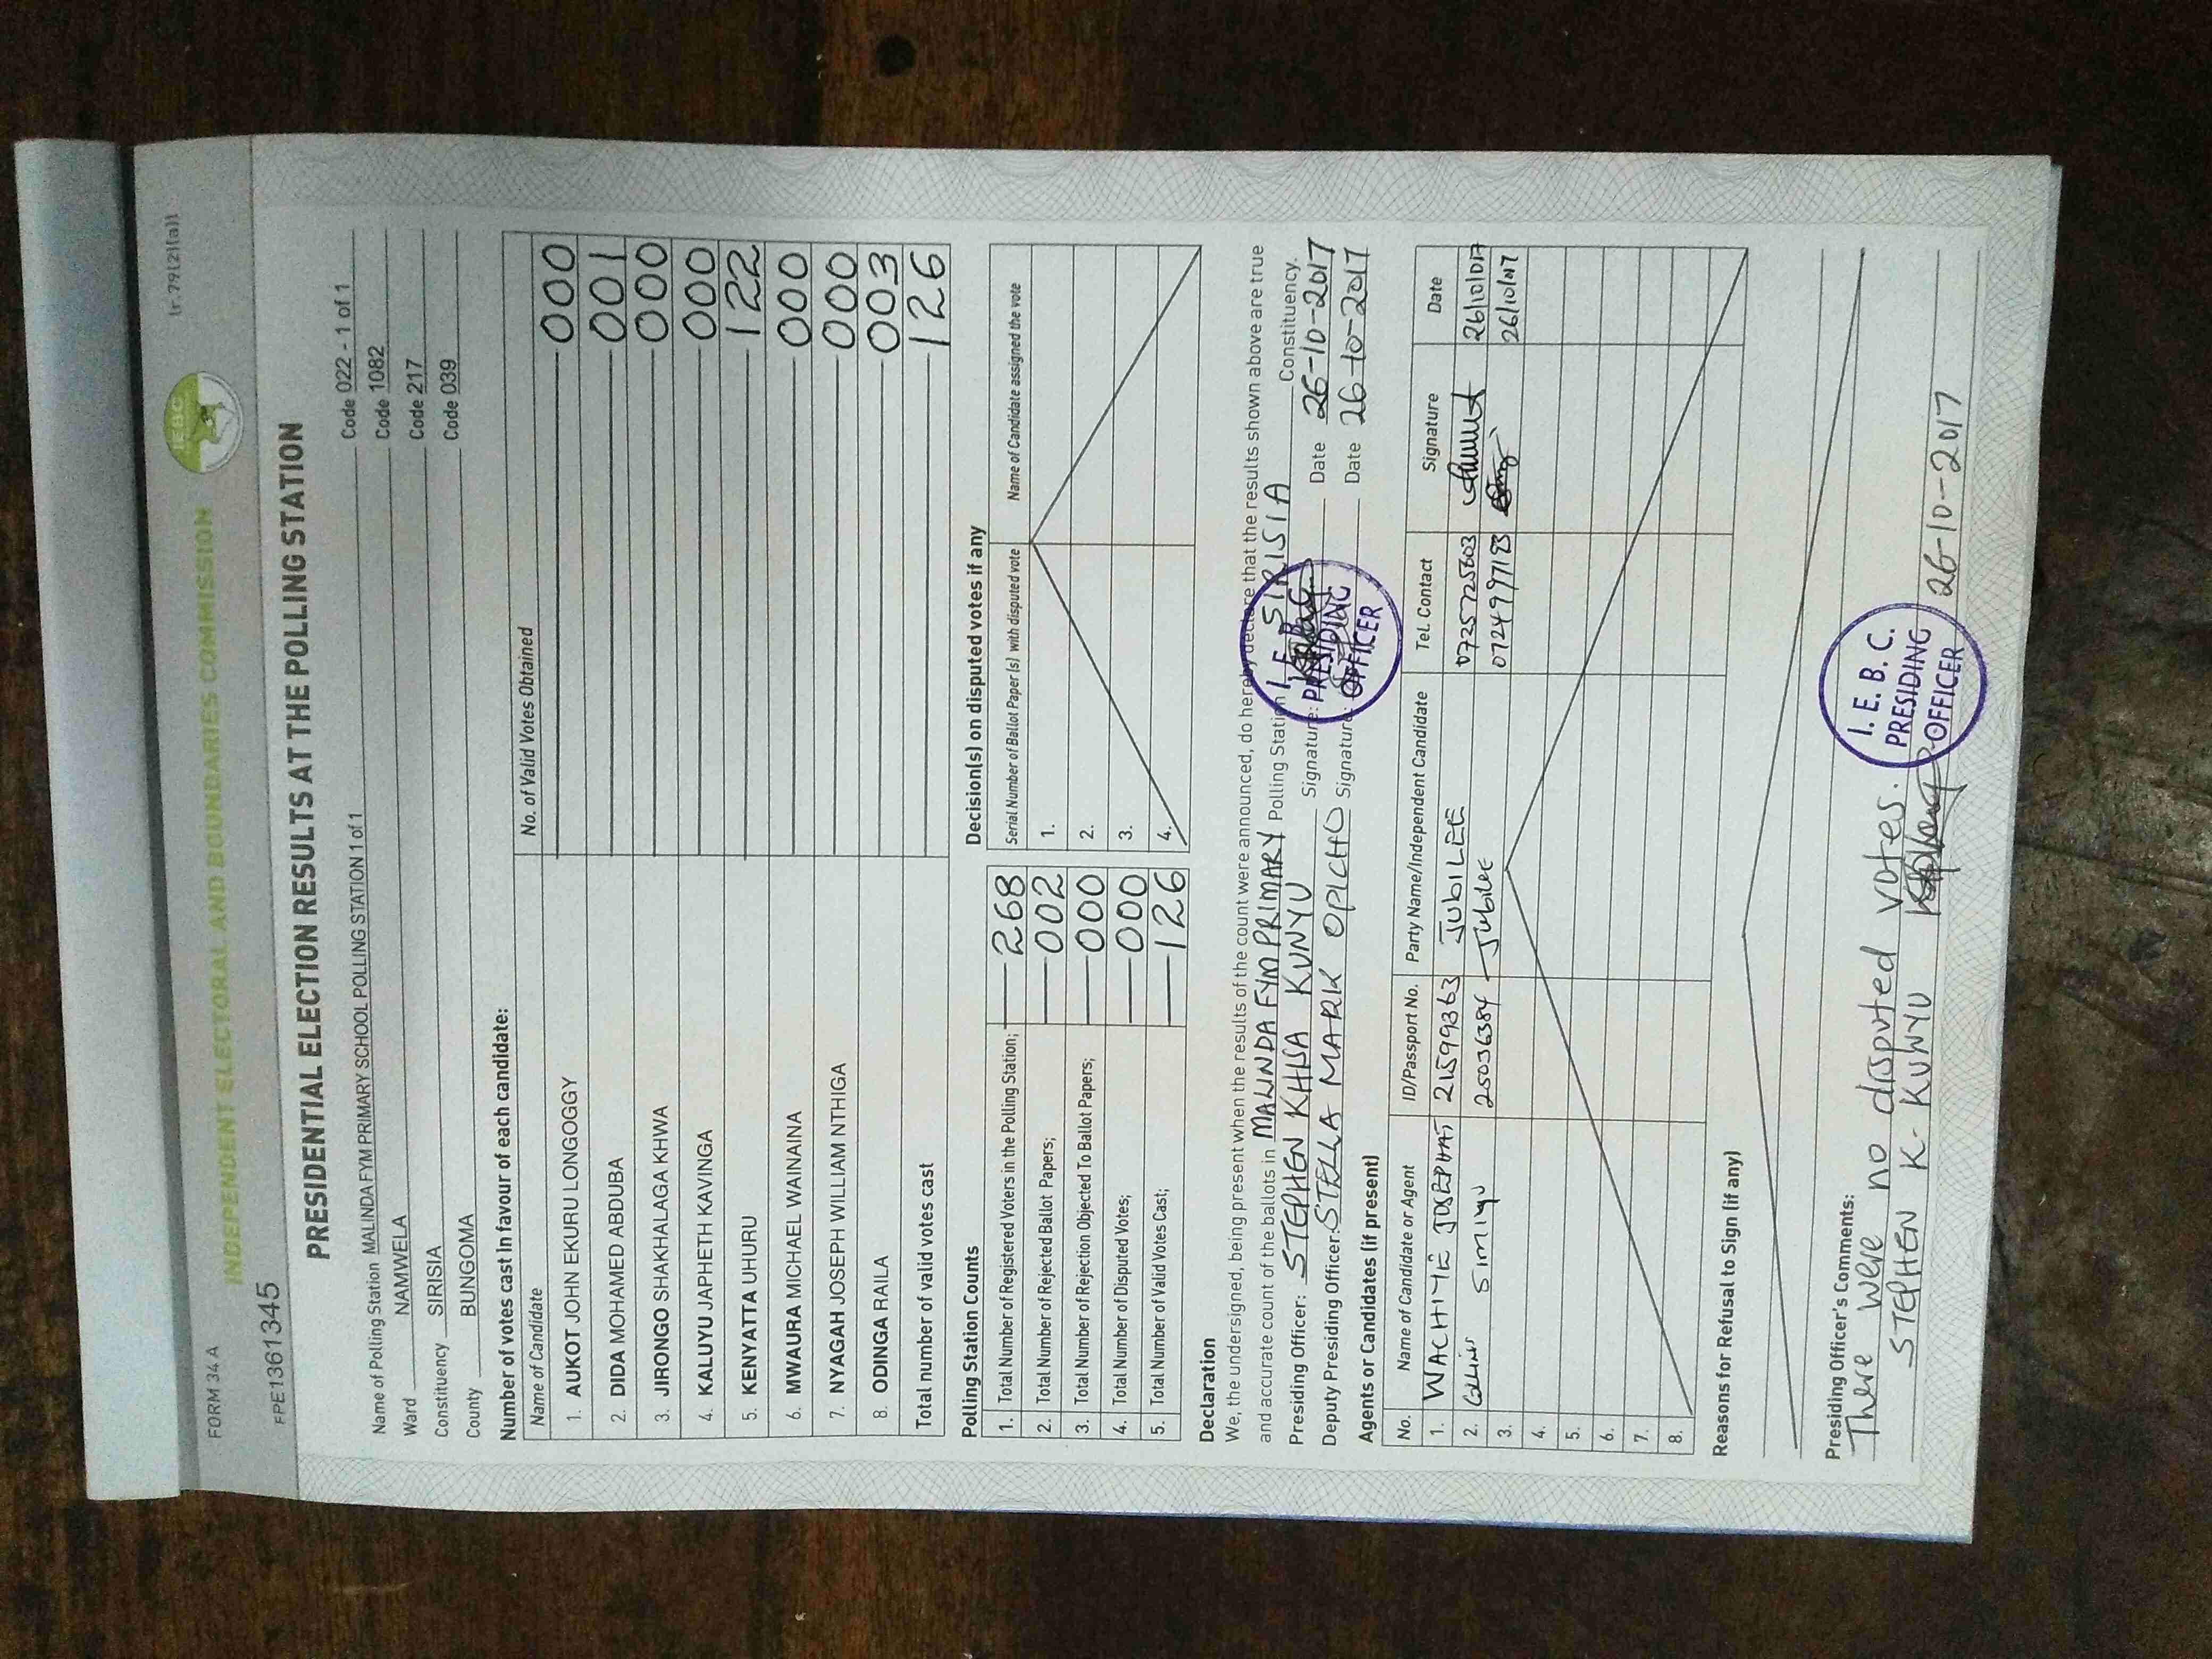 FORM 34 A
(r. 79(2)(a))
IEBC
INDEPENDENT ELECTORAL AND BOUNDARIES COMMISSION
FPE1361345
PRESIDENTIAL ELECTION RESULTS AT THE POLLING STATION
Name of Polling Station MALINDA FYM PRIMARY SCHOOL POLLING STATION 1 of 1 Code 022 - 1 of 1
Ward NAMWELA Code 1082
Constituency SIRISIA Code 217
County BUNGOMA Code 039
Number of votes cast in favour of each candidate:
Name of Candidate No. of Valid Votes Obtained
1. AUKOT JOHN EKURU LONGOGGY 000
2. DIDA MOHAMED ABDUBA 001
3. JIRONGO SHAKHALAGA KHWA 000
4. KALUYU JAPHETH KAVINGA 000
5. KENYATTA UHURU 122
6. MWAURA MICHAEL WAINAINA 000
7. NYAGAH JOSEPH WILLIAM NTHIGA 000
8. ODINGA RAILA 003
Total number of valid votes cast 126
Polling Station Counts
1. Total Number of Registered Voters in the Polling Station; 268
2. Total Number of Rejected Ballot Papers; 002
3. Total Number of Rejection Objected To Ballot Papers; 000
4. Total Number of Disputed Votes; 000
5. Total Number of Valid Votes Cast; 126
Decision(s) on disputed votes if any
Serial Number of Ballot Paper (s) with disputed vote Name of Candidate assigned the vote
1.
2.
3.
4.
Declaration
We, the undersigned, being present when the results of the count were announced, do hereby declare that the results shown above are true
and accurate count of the ballots in MALINDA FYM PRIMARY Polling Station SIRISIA Constituency.
Presiding Officer: STEPHEN KHISA KUNYU Signature: Date 26-10-2017
Deputy Presiding Officer: STELLA MARK OPICHO Signature: Date 26-10-2017
I. E. B. C.
PRESIDING
OFFICER
Agents or Candidates (if present)
No. Name of Candidate or Agent ID/Passport No. Party Name/Independent Candidate Tel. Contact Signature Date
1. WACHIYE JOSEPHAT 21599363 JUBILEE 0725725603 26/10/017
2. Collins Simiyu 25036384 Jubilee 0724997193 26/10/017
3.
4.
5.
6.
7.
8.
Reasons for Refusal to Sign (if any)
Presiding Officer's Comments:
There were no disputed votes.
STEPHEN K. KUNYU 26-10-2017
I. E. B. C.
PRESIDING
OFFICER